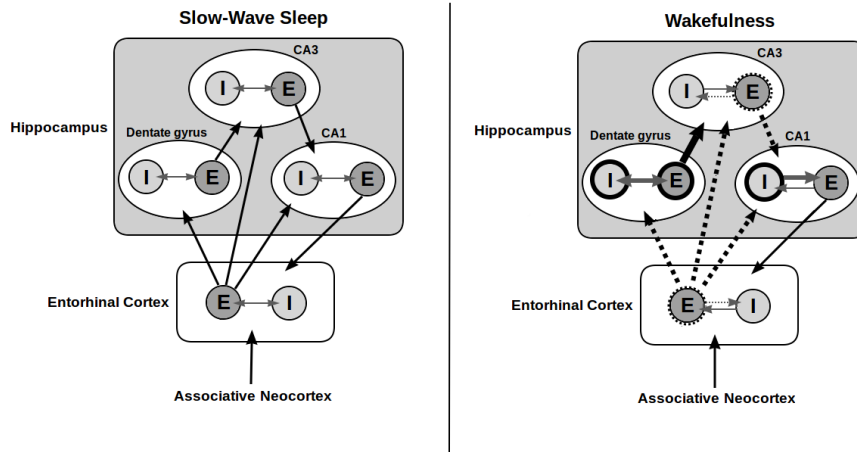 Slow-Wave Sleep
CA3
I
E
Hippocampus
Dentate gyrus
CA1
I
E
I
E
Entorhinal Cortex
E
I
Associative Neocortex
Wakefulness
CA3
I
E
Hippocampus
Dentate gyrus
CA1
I
E
I
E
Entorhinal Cortex
E
I
Associative Neocortex